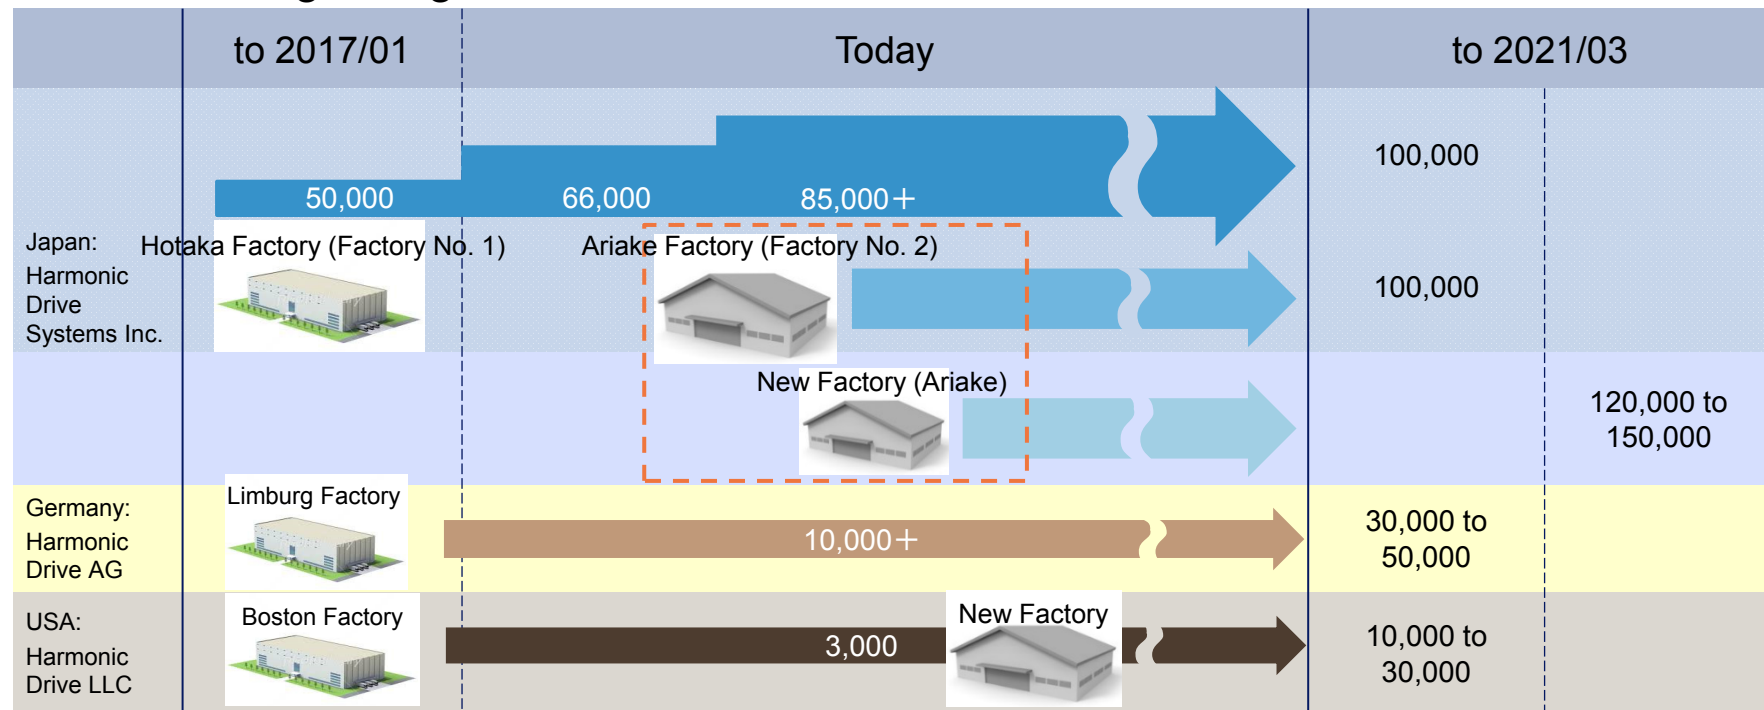 to 2017/01
Today
to 2021/03
50,000
66,000
85,000＋
100,000
Japan:
Harmonic
Drive
Systems Inc.
Hotaka Factory (Factory No. 1)
Ariake Factory (Factory No. 2)
100,000
New Factory (Ariake)
120,000 to
150,000
Germany:
Harmonic
Drive AG
Limburg Factory
10,000＋
30,000 to
50,000
USA:
Harmonic
Drive LLC
Boston Factory
3,000
New Factory
10,000 to
30,000